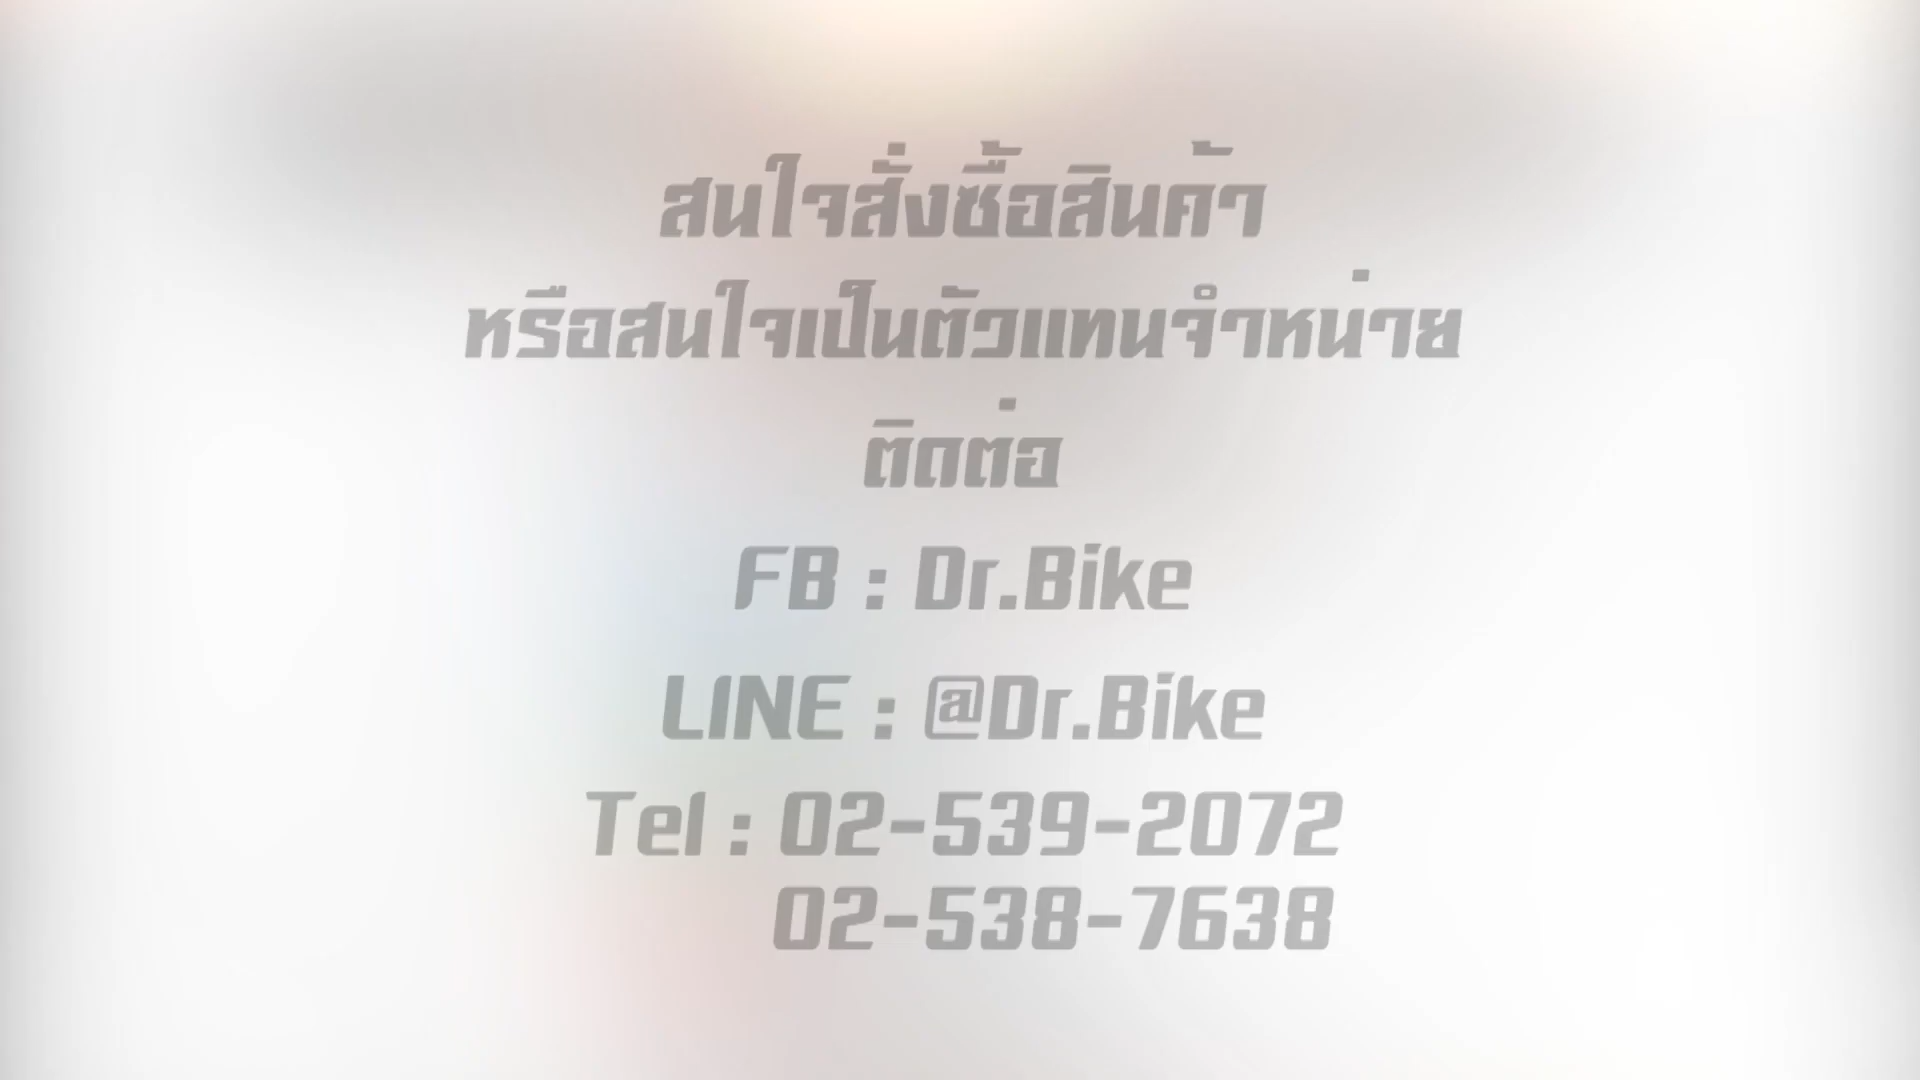 สนใจสั่งซื้อสินค้า
หรือสนใจเป็นตัวแทนจำหน่าย
ติดต่อ
FB : Dr.Bike
LINE : @Dr.Bike
Tel : 02-539-2072
02-538-7638